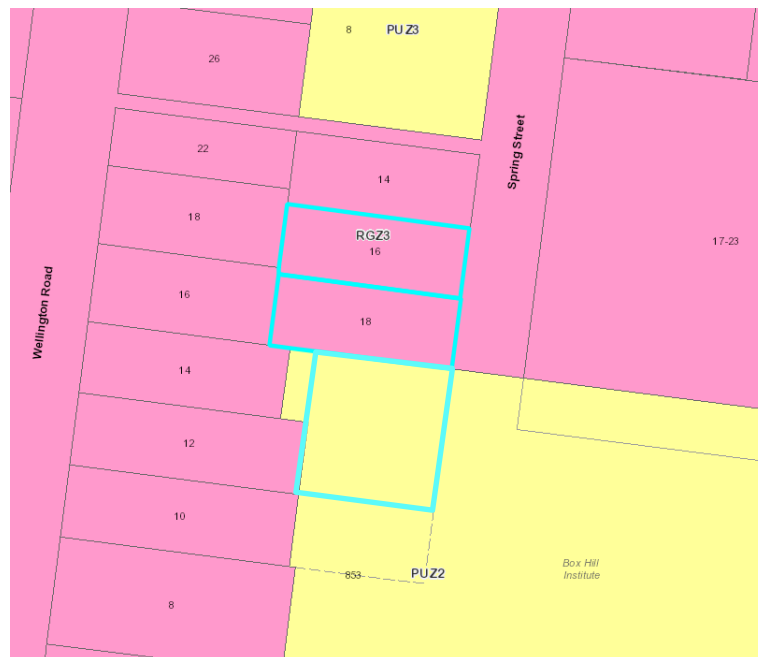 8
PUZ3
26
22
14
Spring Street
18
RGZ3
16
17-23
16
18
Wellington Road
14
12
10
Box Hill
Institute
853
PUZ2
8